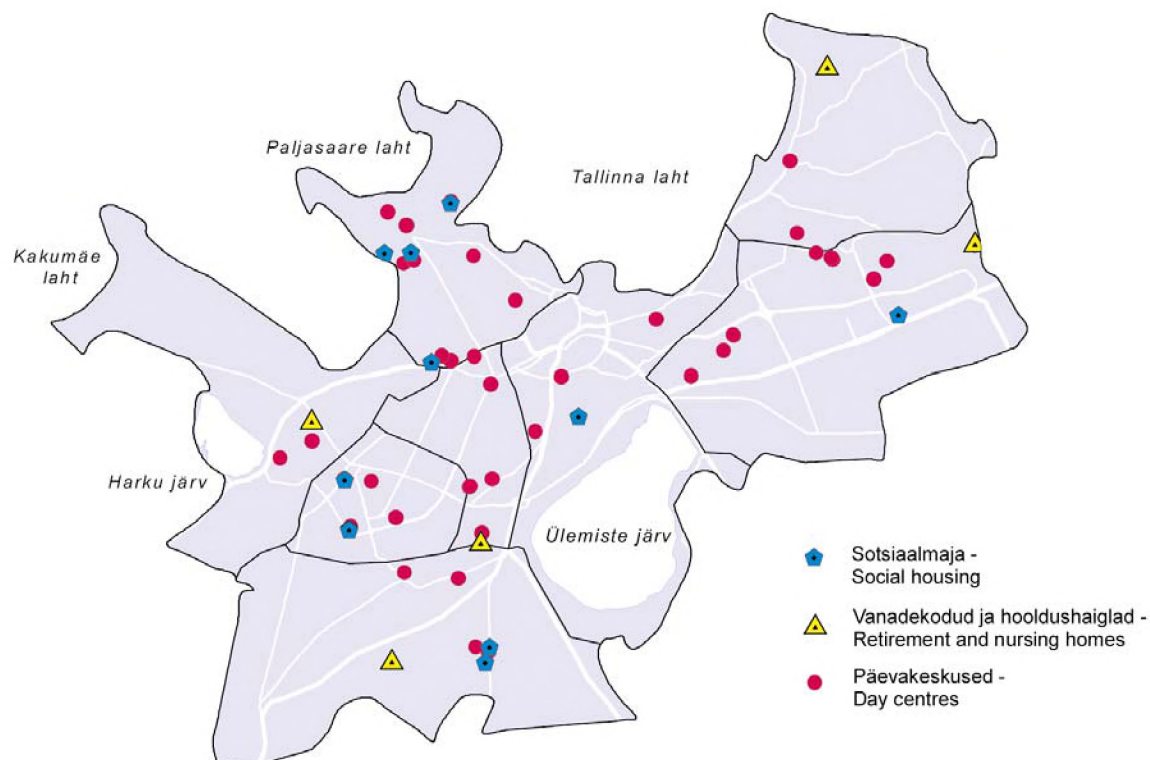 Paljasaare laht
Tallinna laht
Kakumäe
laht
Harku järv
Ülemiste järv
Sotsiaalmaja -
Social housing
Vanadekodud ja hooldushaiglad -
Retirement and nursing homes
Päevakeskused -
Day centres